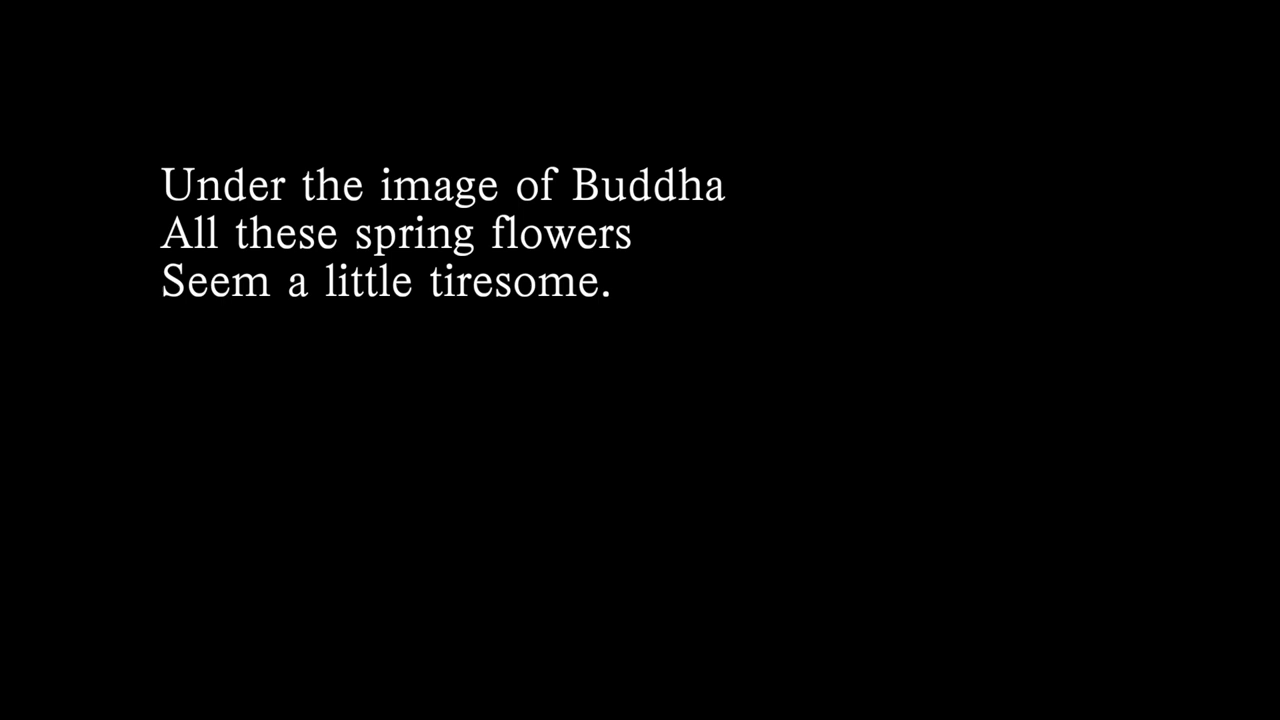 Under the image of Buddha
All these spring flowers
Seem a little tiresome.